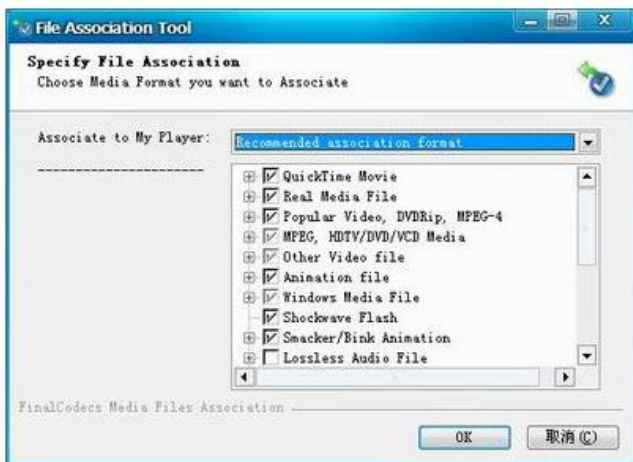 File Association Tool
Specify File Association
Choose Media Format you want to Associate
Associate to My Player:
Recommended association format
----------------------
QuickTime Movie
Real Media File
Popular Video, DVDRip, MPEG-4
MPEG, HDTV/DVD/VCD Media
Other Video file
Animation file
Windows Media File
Shockwave Flash
Smacker/Bink Animation
Lossless Audio File
FinalCodecs Media Files Association
OK
取消(C)